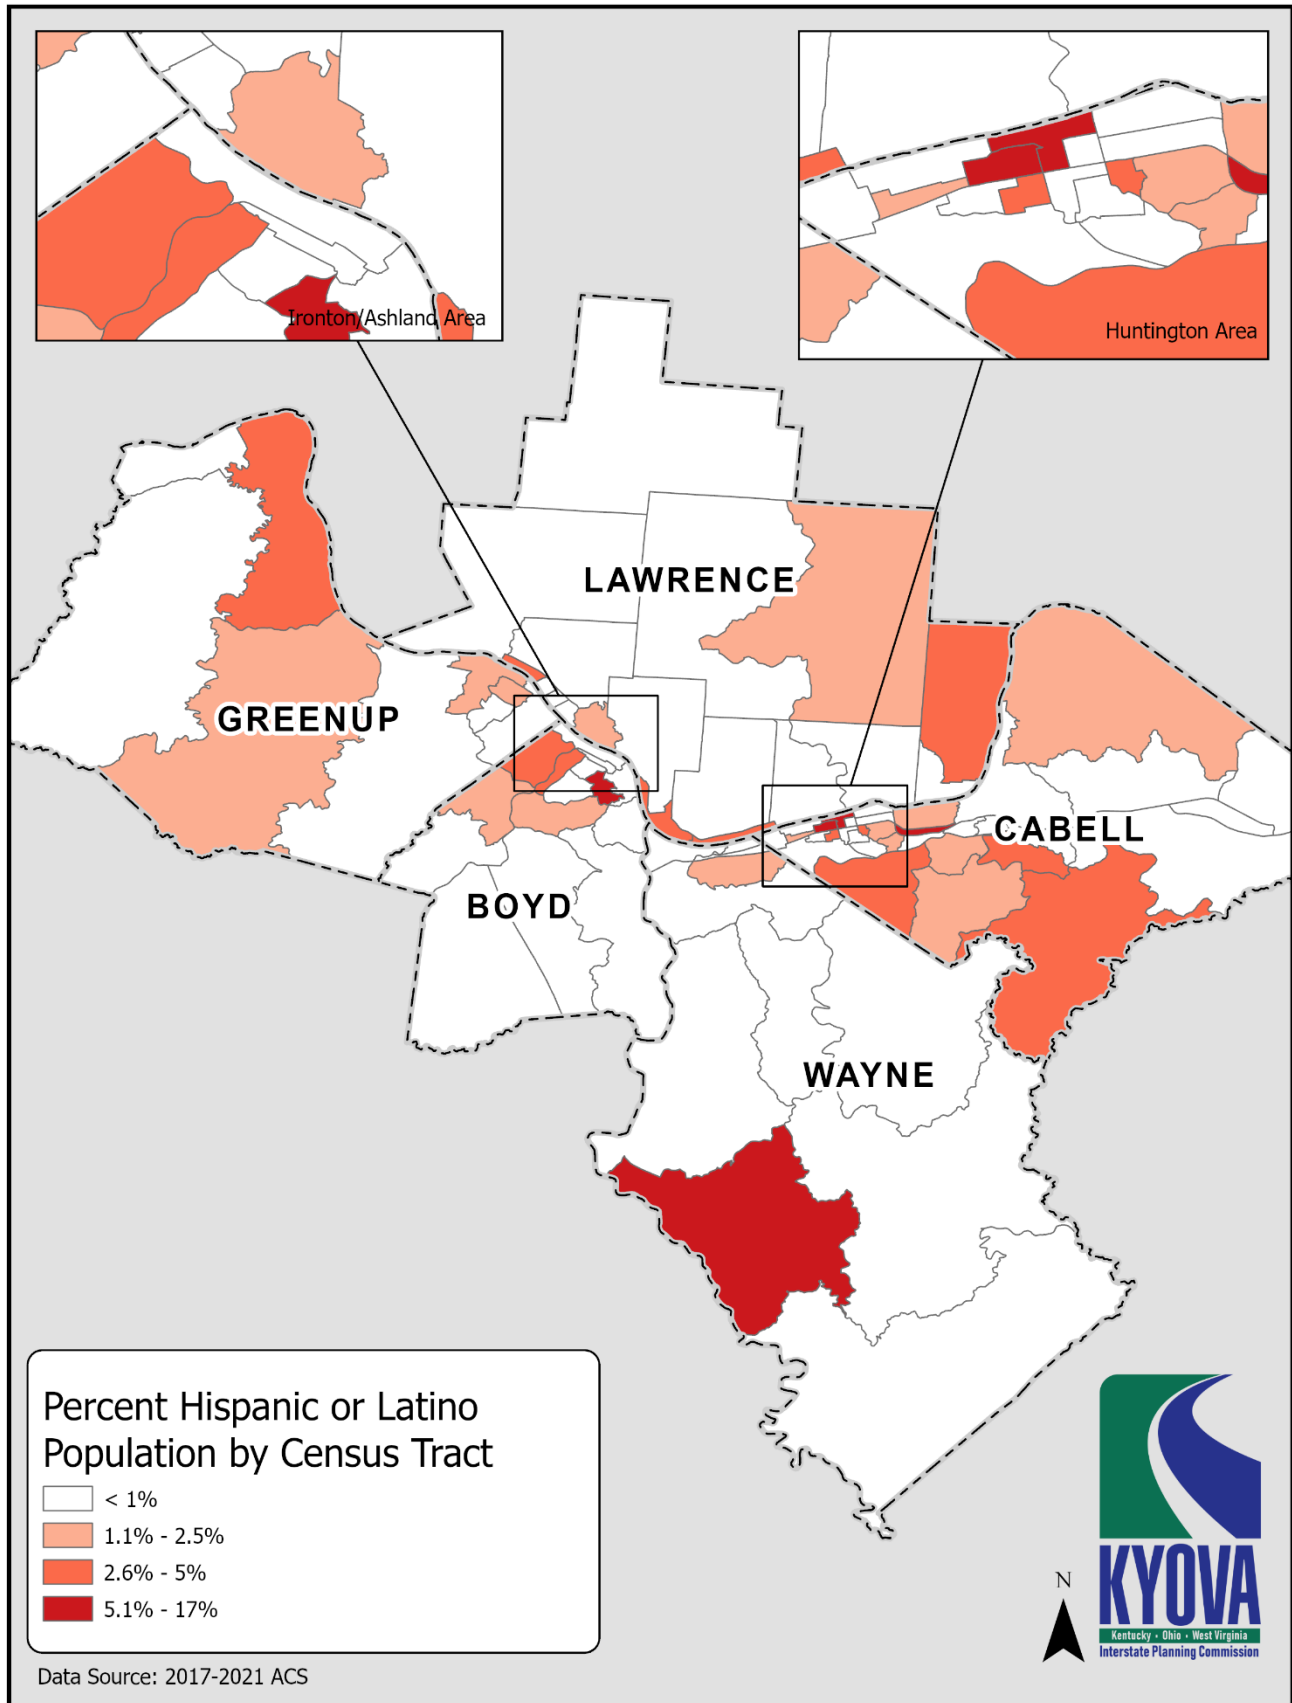 Ironton/Ashland Area
Huntington Area
LAWRENCE
GREENUP
CABELL
BOYD
WAYNE
Percent Hispanic or Latino
Population by Census Tract
< 1%
1.1% - 2.5%
2.6% - 5%
5.1% - 17%
Data Source: 2017-2021 ACS
N
KYOVA
Kentucky • Ohio • West Virginia
Interstate Planning Commission